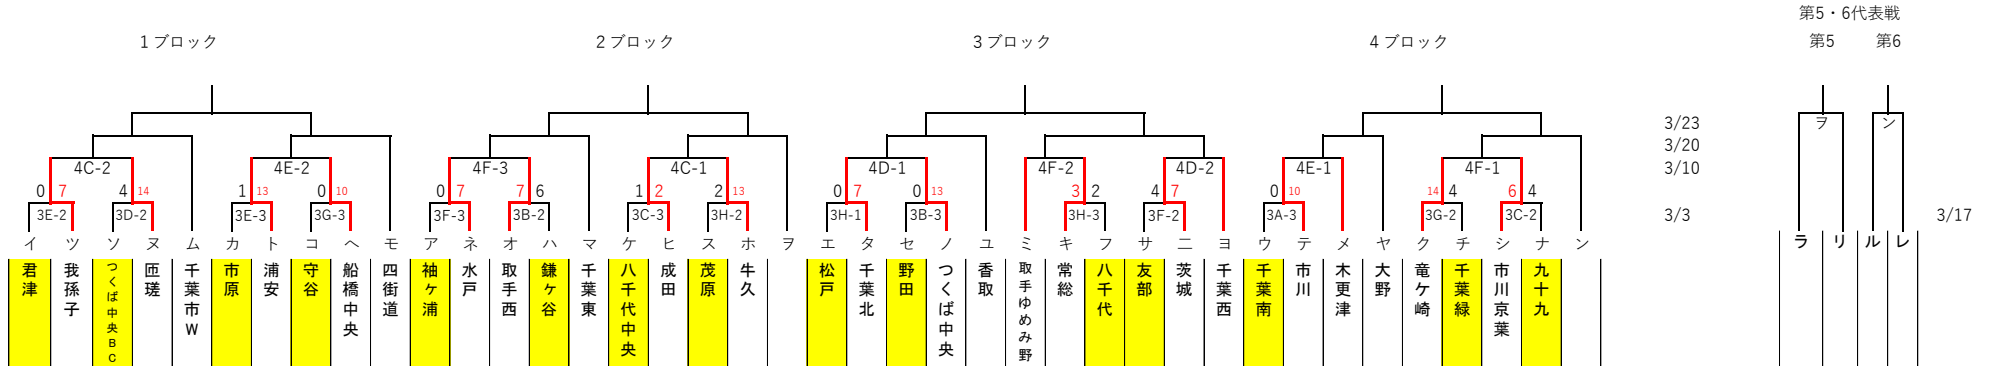 第5・6代表戦
1ブロック 2ブロック 3ブロック 4ブロック 第5 第6
3/23 ヲ ン
3/20
4C-2 4E-2 4F-3 4C-1 4D-1 4F-2 4D-2 4E-1 4F-1 3/10
0 7 4 14 1 13 0 10 0 7 7 6 1 2 2 13 0 7 0 13 3 2 4 7 0 10 14 4 6 4
3E-2 3D-2 3E-3 3G-3 3F-3 3B-2 3C-3 3H-2 3H-1 3B-3 3H-3 3F-2 3A-3 3G-2 3C-2 3/3 3/17
イ ツ ソ ヌ ム カ ト コ ヘ モ ア ネ オ ハ マ ケ ヒ ス ホ ヲ エ タ セ ノ ユ ミ キ フ サ ニ ヨ ウ テ メ ヤ ク チ シ ナ ン ラ リ ル レ
君津
我孫子
つくば中央BC
匝瑳
千葉市W
市原
浦安
守谷
船橋中央
四街道
袖ヶ浦
水戸
取手西
鎌ヶ谷
千葉東
八千代中央
成田
茂原
牛久
松戸
千葉北
野田
つくば中央
香取
取手ゆめみ野
常総
八千代
友部
茨城
千葉西
千葉南
市川
木更津
大野
竜ケ崎
千葉緑
市川京葉
九十九